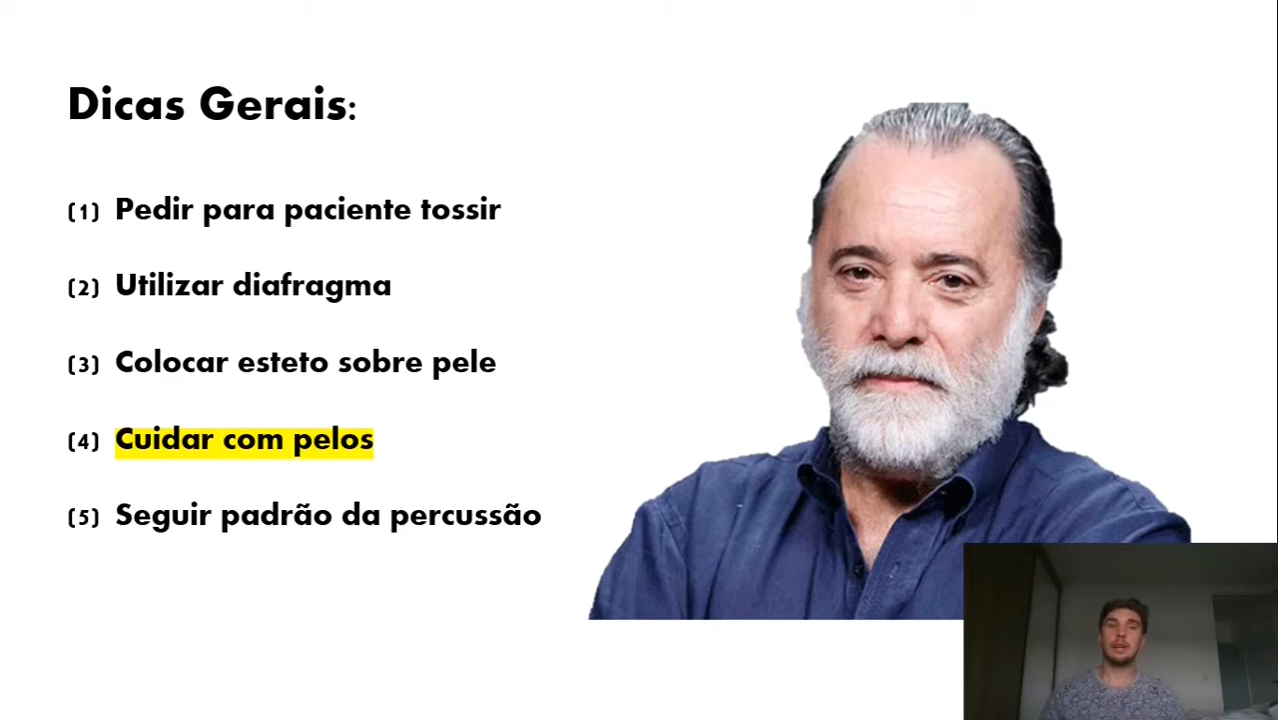 Dicas Gerais:
(1) Pedir para paciente tossir
(2) Utilizar diafragma
(3) Colocar esteto sobre pele
(4) Cuidar com pelos
(5) Seguir padrão da percussão